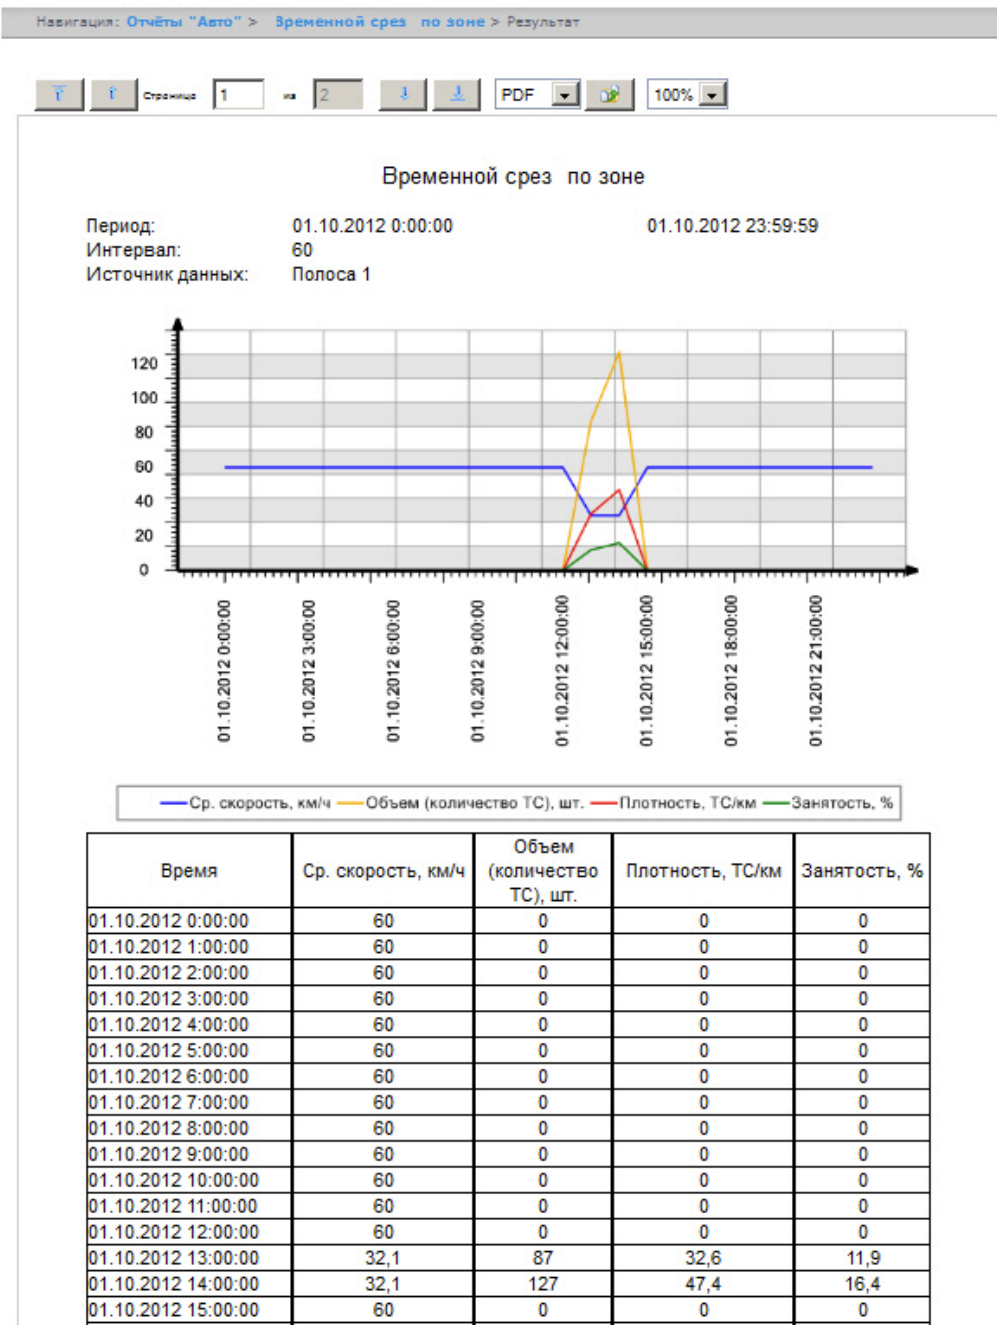 Навигация: Отчёты "Авто" > Временной срез по зоне > Результат
Страница 1 из 2 PDF 100%
Временной срез по зоне
Период: 01.10.2012 0:00:00 01.10.2012 23:59:59
Интервал: 60
Источник данных: Полоса 1
120
100
80
60
40
20
0
01.10.2012 0:00:00
01.10.2012 3:00:00
01.10.2012 6:00:00
01.10.2012 9:00:00
01.10.2012 12:00:00
01.10.2012 15:00:00
01.10.2012 18:00:00
01.10.2012 21:00:00
Ср. скорость, км/ч Объем (количество ТС), шт. Плотность, ТС/км Занятость, %
Время Ср. скорость, км/ч Объем (количество ТС), шт. Плотность, ТС/км Занятость, %
01.10.2012 0:00:00 60 0 0 0
01.10.2012 1:00:00 60 0 0 0
01.10.2012 2:00:00 60 0 0 0
01.10.2012 3:00:00 60 0 0 0
01.10.2012 4:00:00 60 0 0 0
01.10.2012 5:00:00 60 0 0 0
01.10.2012 6:00:00 60 0 0 0
01.10.2012 7:00:00 60 0 0 0
01.10.2012 8:00:00 60 0 0 0
01.10.2012 9:00:00 60 0 0 0
01.10.2012 10:00:00 60 0 0 0
01.10.2012 11:00:00 60 0 0 0
01.10.2012 12:00:00 60 0 0 0
01.10.2012 13:00:00 32,1 87 32,6 11,9
01.10.2012 14:00:00 32,1 127 47,4 16,4
01.10.2012 15:00:00 60 0 0 0